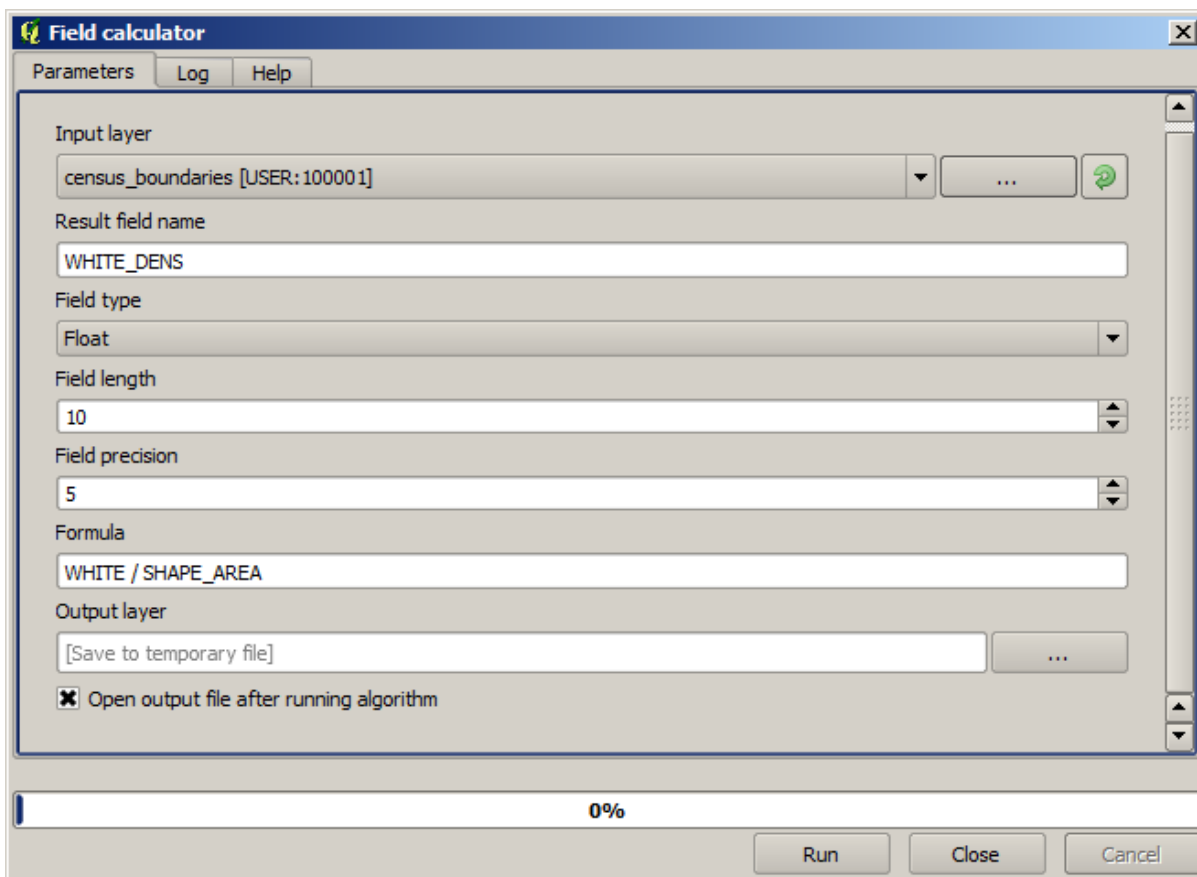 Field calculator
Parameters Log Help
Input layer
census_boundaries [USER:100001]
...
Result field name
WHITE_DENS
Field type
Float
Field length
10
Field precision
5
Formula
WHITE / SHAPE_AREA
Output layer
[Save to temporary file]
...
Open output file after running algorithm
0%
Run Close Cancel